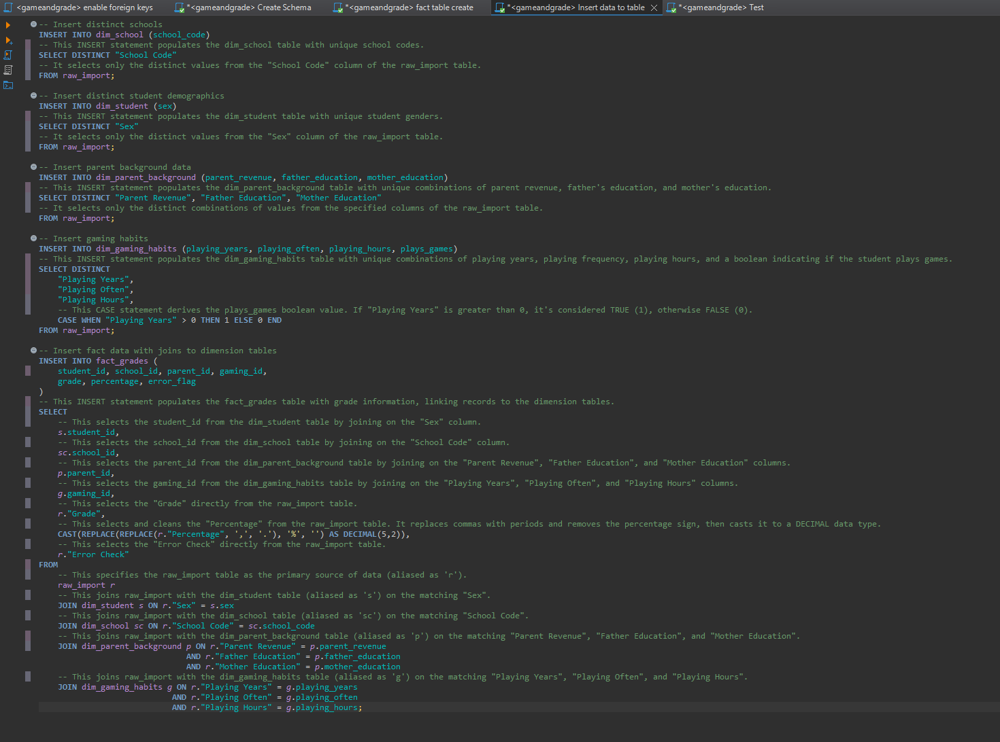 <gameandgrade> enable foreign keys
*<gameandgrade> Create Schema
*<gameandgrade> fact table create
*<gameandgrade> Insert data to table
*<gameandgrade> Test
-- Insert distinct schools
INSERT INTO dim_school (school_code)
-- This INSERT statement populates the dim_school table with unique school codes.
SELECT DISTINCT "School Code"
-- It selects only the distinct values from the "School Code" column of the raw_import table.
FROM raw_import;
-- Insert distinct student demographics
INSERT INTO dim_student (sex)
-- This INSERT statement populates the dim_student table with unique student genders.
SELECT DISTINCT "Sex"
-- It selects only the distinct values from the "Sex" column of the raw_import table.
FROM raw_import;
-- Insert parent background data
INSERT INTO dim_parent_background (parent_revenue, father_education, mother_education)
-- This INSERT statement populates the dim_parent_background table with unique combinations of parent revenue, father's education, and mother's education.
SELECT DISTINCT "Parent Revenue", "Father Education", "Mother Education"
-- It selects only the distinct combinations of values from the specified columns of the raw_import table.
FROM raw_import;
-- Insert gaming habits
INSERT INTO dim_gaming_habits (playing_years, playing_often, playing_hours, plays_games)
-- This INSERT statement populates the dim_gaming_habits table with unique combinations of playing years, playing frequency, playing hours, and a boolean indicating if the student plays games.
SELECT DISTINCT
"Playing Years",
"Playing Often",
"Playing Hours",
-- This CASE statement derives the plays_games boolean value. If "Playing Years" is greater than 0, it's considered TRUE (1), otherwise FALSE (0).
CASE WHEN "Playing Years" > 0 THEN 1 ELSE 0 END
FROM raw_import;
-- Insert fact data with joins to dimension tables
INSERT INTO fact_grades (
student_id, school_id, parent_id, gaming_id,
grade, percentage, error_flag
)
-- This INSERT statement populates the fact_grades table with grade information, linking records to the dimension tables.
SELECT
-- This selects the student_id from the dim_student table by joining on the "Sex" column.
s.student_id,
-- This selects the school_id from the dim_school table by joining on the "School Code" column.
sc.school_id,
-- This selects the parent_id from the dim_parent_background table by joining on the "Parent Revenue", "Father Education", and "Mother Education" columns.
p.parent_id,
-- This selects the gaming_id from the dim_gaming_habits table by joining on the "Playing Years", "Playing Often", and "Playing Hours" columns.
g.gaming_id,
-- This selects the "Grade" directly from the raw_import table.
r."Grade",
-- This selects and cleans the "Percentage" from the raw_import table. It replaces commas with periods and removes the percentage sign, then casts it to a DECIMAL data type.
CAST(REPLACE(REPLACE(r."Percentage", ',', '.'), '%', '') AS DECIMAL(5,2)),
-- This selects the "Error Check" directly from the raw_import table.
r."Error Check"
FROM
-- This specifies the raw_import table as the primary source of data (aliased as 'r').
raw_import r
-- This joins raw_import with the dim_student table (aliased as 's') on the matching "Sex".
JOIN dim_student s ON r."Sex" = s.sex
-- This joins raw_import with the dim_school table (aliased as 'sc') on the matching "School Code".
JOIN dim_school sc ON r."School Code" = sc.school_code
-- This joins raw_import with the dim_parent_background table (aliased as 'p') on the matching "Parent Revenue", "Father Education", and "Mother Education".
JOIN dim_parent_background p ON r."Parent Revenue" = p.parent_revenue
AND r."Father Education" = p.father_education
AND r."Mother Education" = p.mother_education
-- This joins raw_import with the dim_gaming_habits table (aliased as 'g') on the matching "Playing Years", "Playing Often", and "Playing Hours".
JOIN dim_gaming_habits g ON r."Playing Years" = g.playing_years
AND r."Playing Often" = g.playing_often
AND r."Playing Hours" = g.playing_hours;